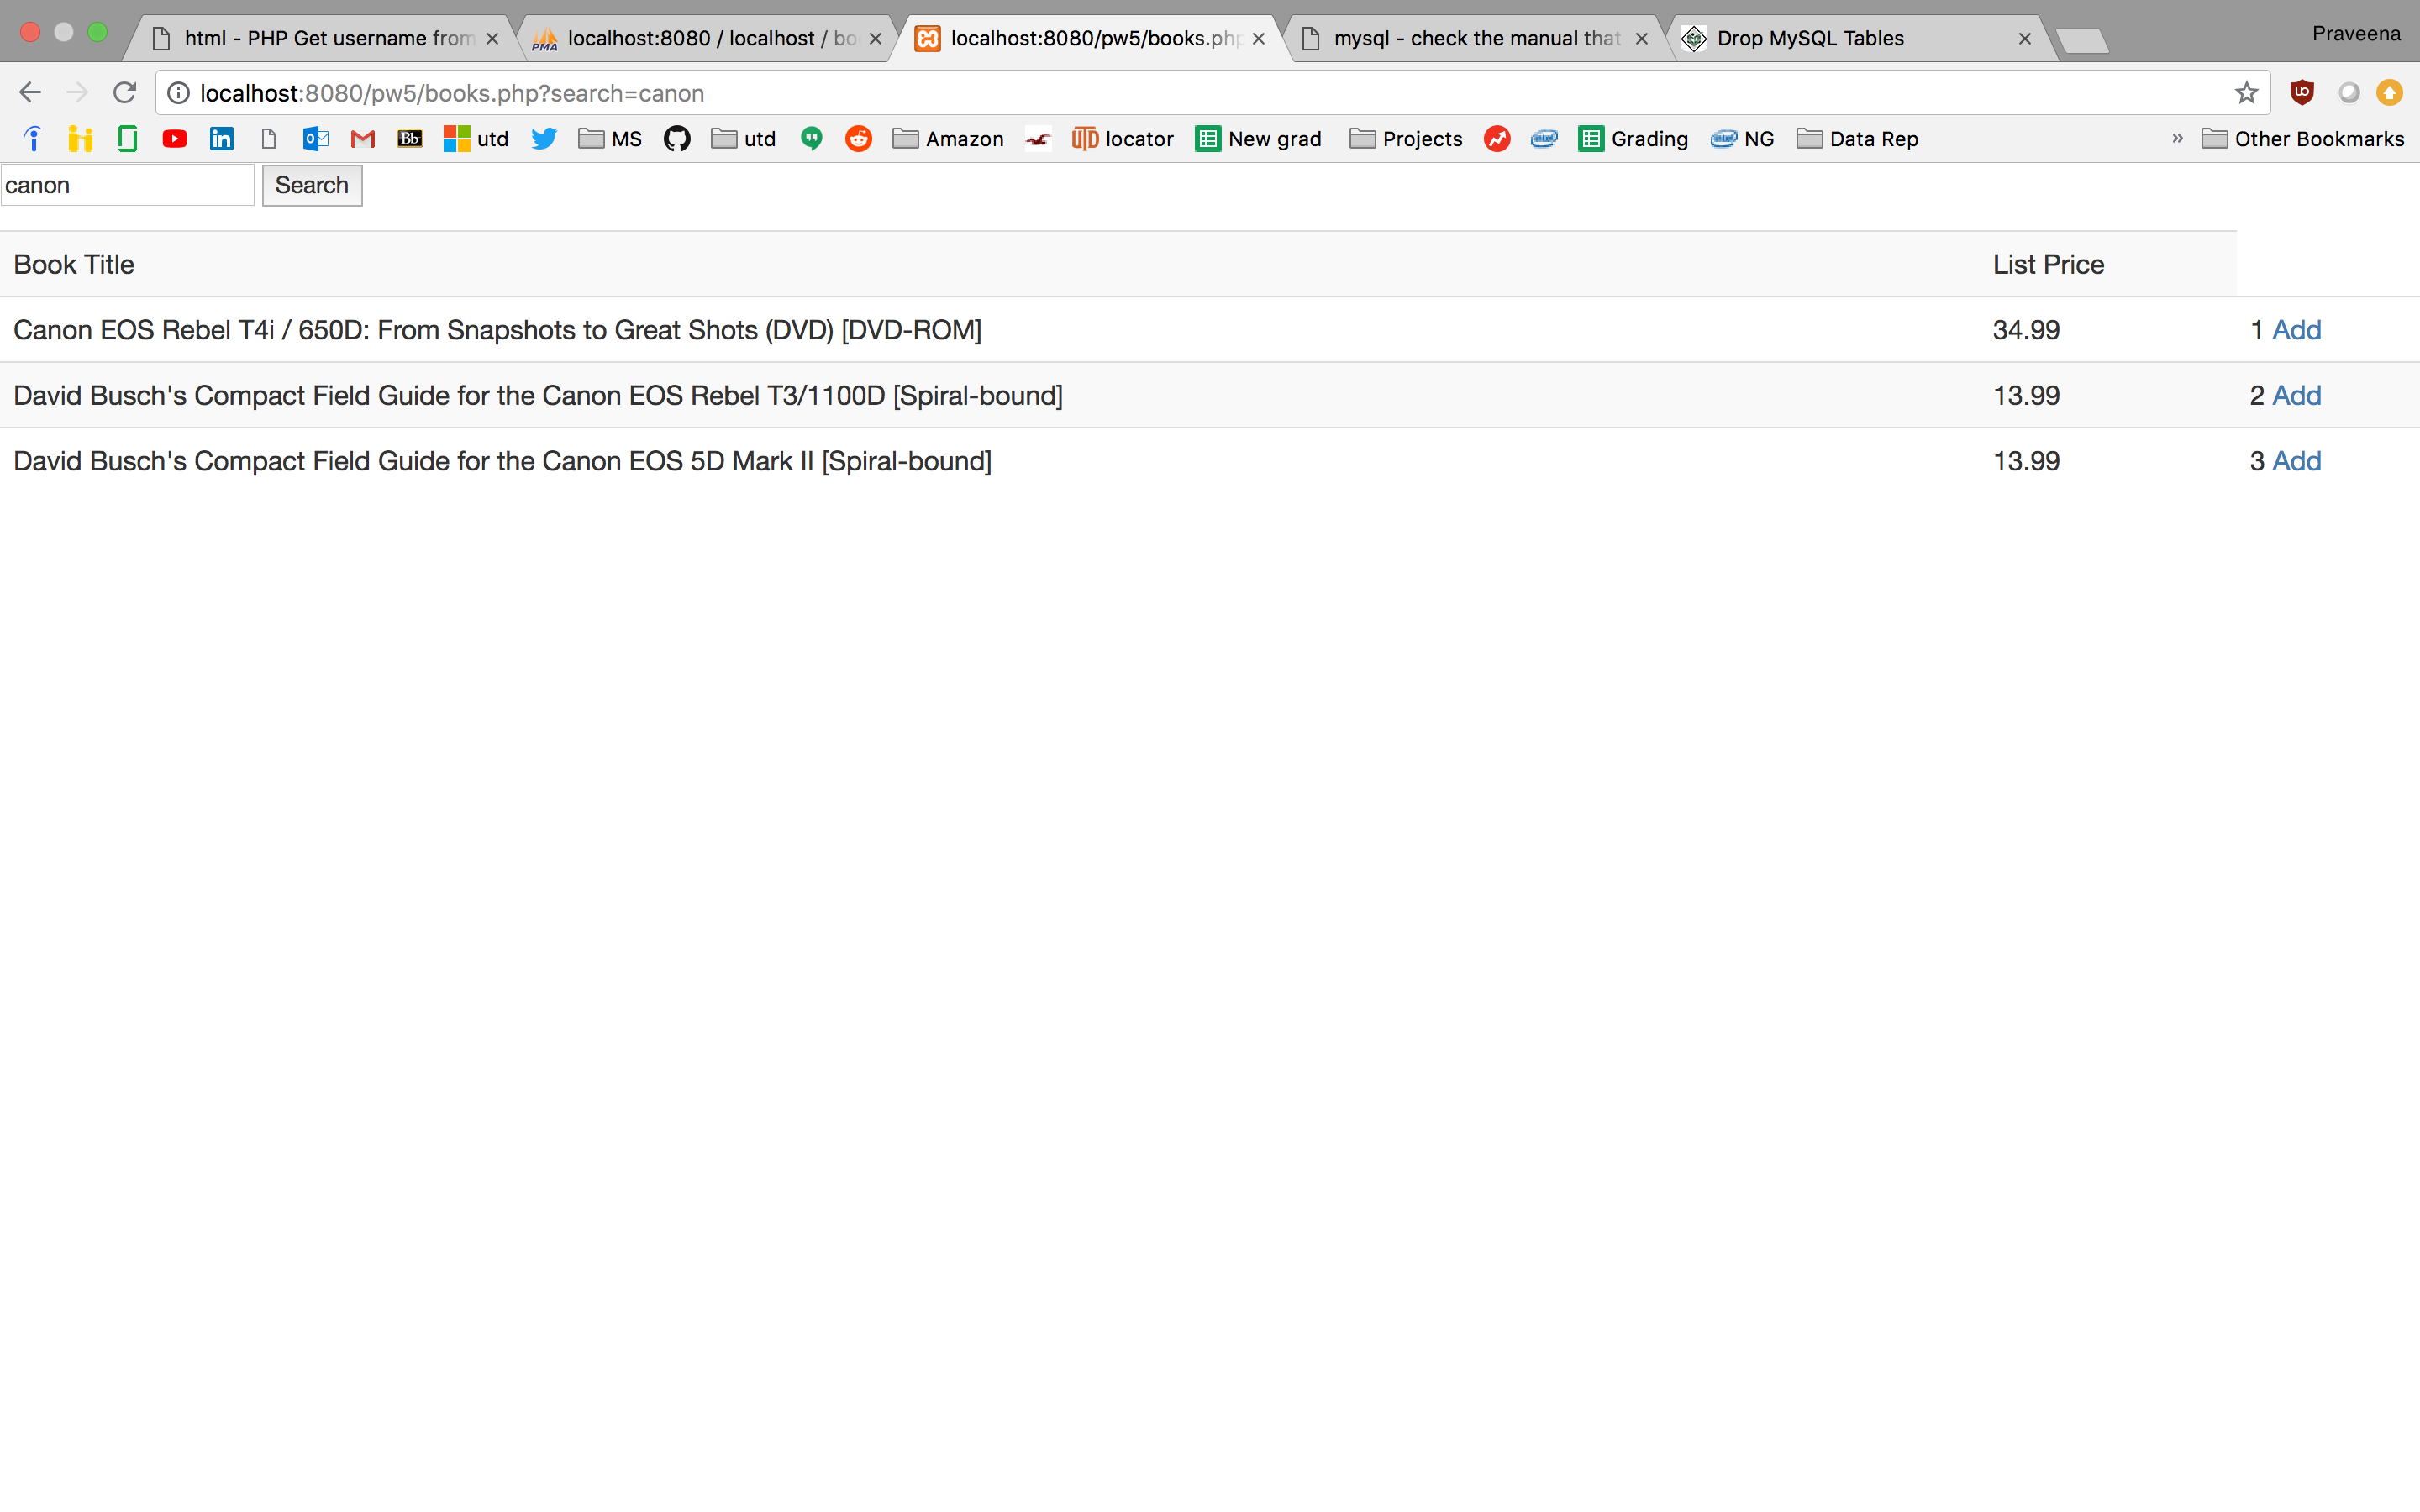 html - PHP Get username from
localhost:8080 / localhost / bo
localhost:8080/pw5/books.php
mysql - check the manual that
Drop MySQL Tables
Praveena
localhost:8080/pw5/books.php?search=canon
utd MS utd Amazon locator New grad Projects Grading NG Data Rep » Other Bookmarks
canon Search
Book Title List Price
Canon EOS Rebel T4i / 650D: From Snapshots to Great Shots (DVD) [DVD-ROM] 34.99 1 Add
David Busch's Compact Field Guide for the Canon EOS Rebel T3/1100D [Spiral-bound] 13.99 2 Add
David Busch's Compact Field Guide for the Canon EOS 5D Mark II [Spiral-bound] 13.99 3 Add